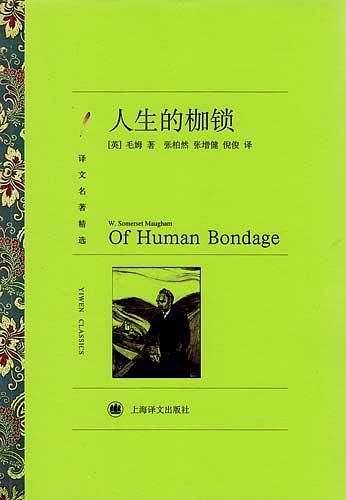 人生的枷锁
[英] 毛姆 著 张柏然 张增健 倪俊 译
译文名著精选
YIWEN CLASSICS
W. Somerset Maugham
Of Human Bondage
上海译文出版社